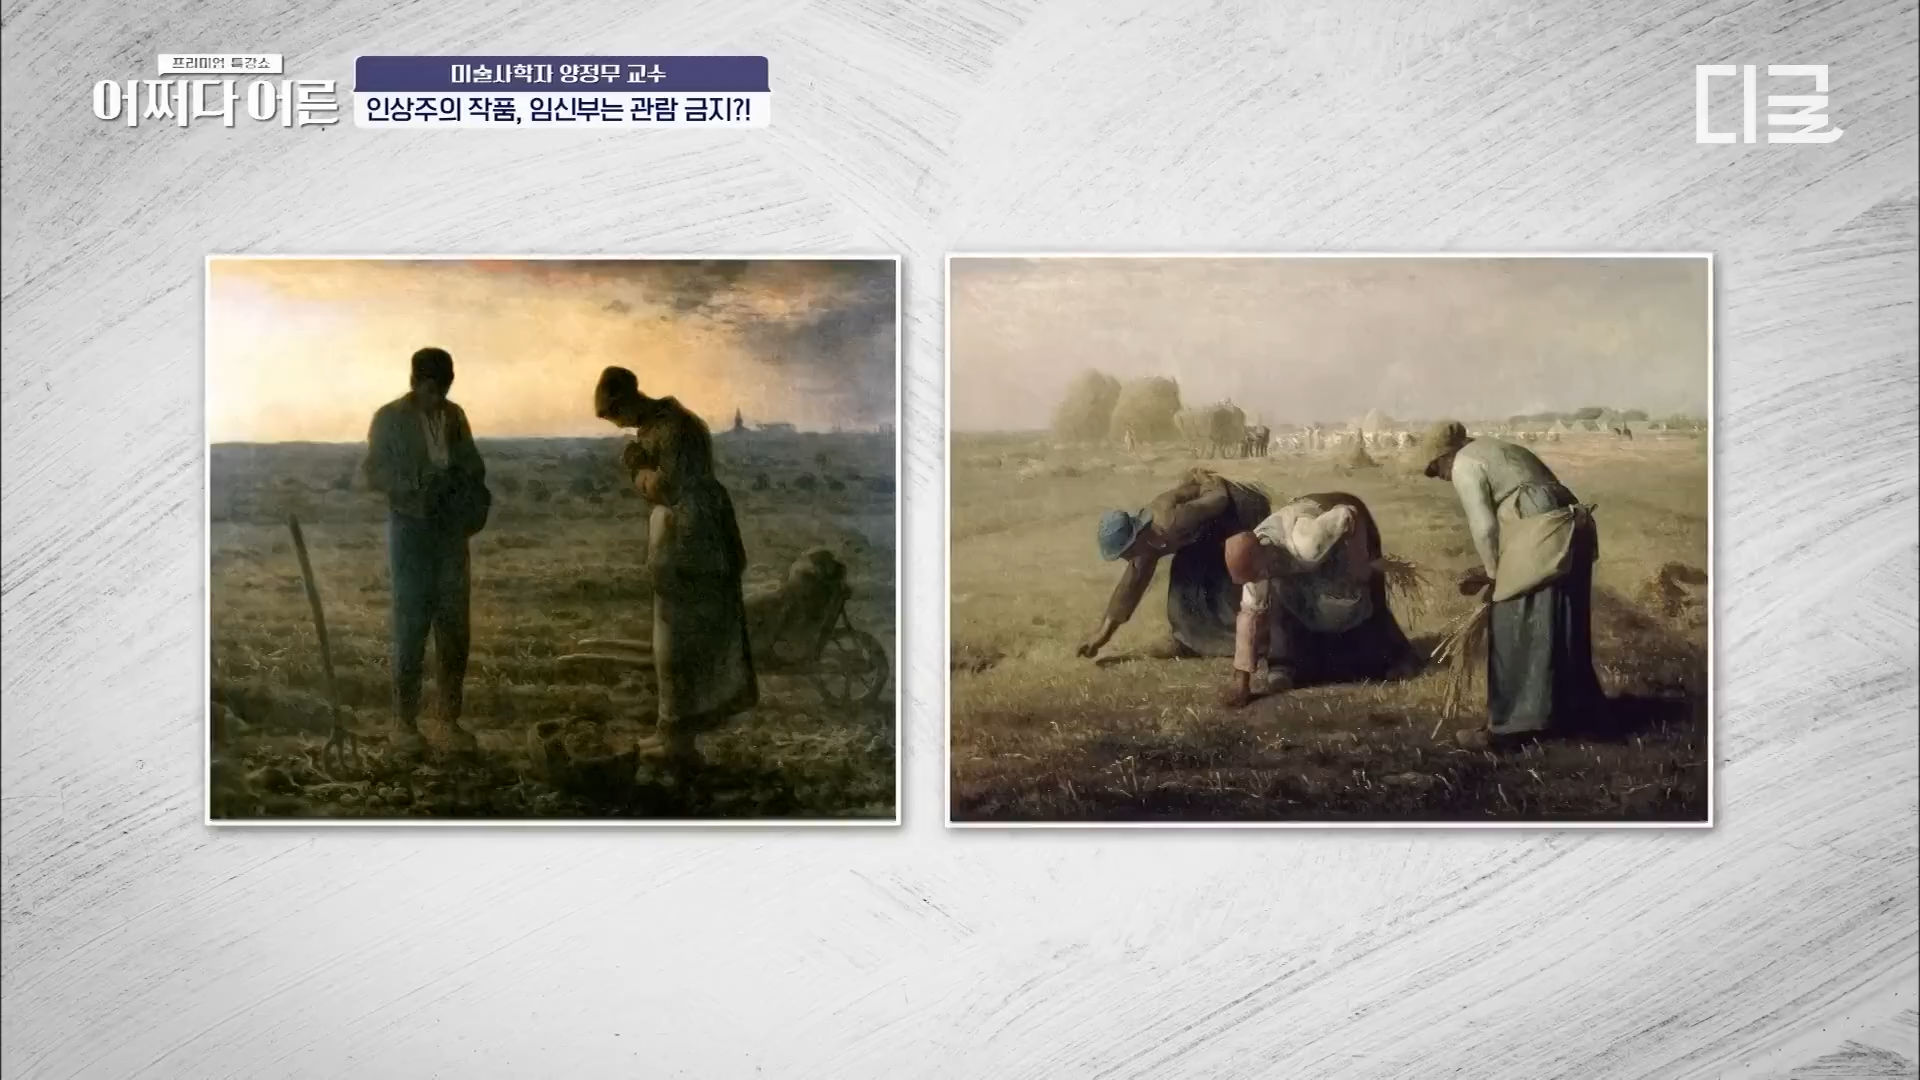 프리미엄 특강쇼
어쩌다 어른
미술사학자 양정무 교수
인상주의 작품, 임신부는 관람 금지?!
디글